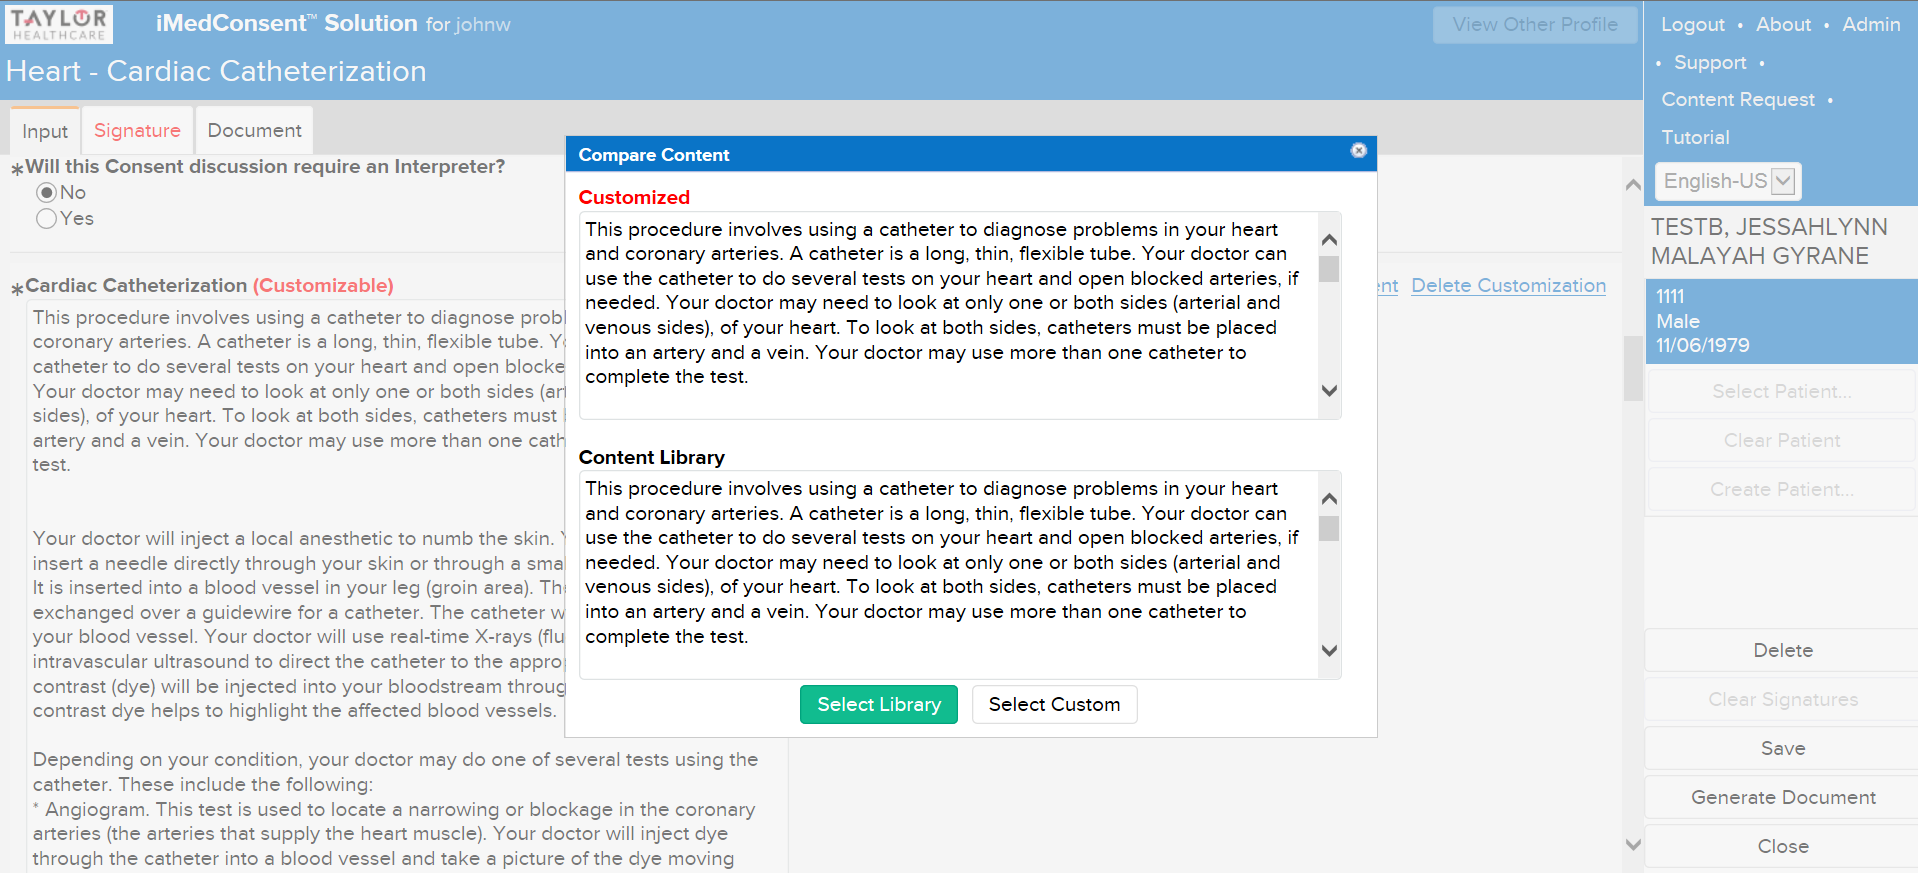 TAYLOR
HEALTHCARE
iMedConsent™ Solution for johnw
View Other Profile
Logout • About • Admin
• Support •
Content Request •
Tutorial
English-US
Heart - Cardiac Catheterization
Input
Signature
Document
*Will this Consent discussion require an Interpreter?
No
Yes
*Cardiac Catheterization (Customizable)
Delete Customization
This procedure involves using a catheter to diagnose
coronary arteries. A catheter is a long, thin, flexible tube.
catheter to do several tests on your heart and open
Your doctor may need to look at only one or both sides
sides), of your heart. To look at both sides, catheters must
artery and a vein. Your doctor may use more than one
test.
Your doctor will inject a local anesthetic to numb the skin.
insert a needle directly through your skin or through a
It is inserted into a blood vessel in your leg (groin area).
exchanged over a guidewire for a catheter. The catheter
your blood vessel. Your doctor will use real-time X-rays
intravascular ultrasound to direct the catheter to the
contrast (dye) will be injected into your bloodstream
contrast dye helps to highlight the affected blood vessels.
Depending on your condition, your doctor may do one of several tests using the
catheter. These include the following:
* Angiogram. This test is used to locate a narrowing or blockage in the coronary
arteries (the arteries that supply the heart muscle). Your doctor will inject dye
through the catheter into a blood vessel and take a picture of the dye moving
Compare Content
Customized
This procedure involves using a catheter to diagnose problems in your heart
and coronary arteries. A catheter is a long, thin, flexible tube. Your doctor can
use the catheter to do several tests on your heart and open blocked arteries, if
needed. Your doctor may need to look at only one or both sides (arterial and
venous sides), of your heart. To look at both sides, catheters must be placed
into an artery and a vein. Your doctor may use more than one catheter to
complete the test.
Content Library
This procedure involves using a catheter to diagnose problems in your heart
and coronary arteries. A catheter is a long, thin, flexible tube. Your doctor can
use the catheter to do several tests on your heart and open blocked arteries, if
needed. Your doctor may need to look at only one or both sides (arterial and
venous sides), of your heart. To look at both sides, catheters must be placed
into an artery and a vein. Your doctor may use more than one catheter to
complete the test.
Select Library
Select Custom
TESTB, JESSAHLYNN
MALAYAH GYRANE
1111
Male
11/06/1979
Select Patient...
Clear Patient
Create Patient...
Delete
Clear Signatures
Save
Generate Document
Close